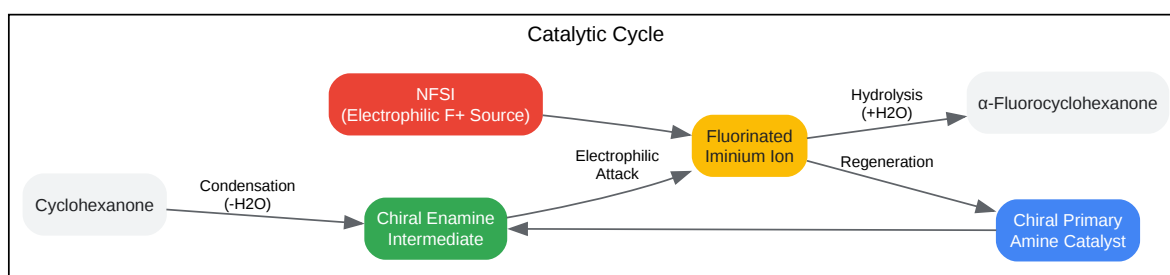 Catalytic Cycle
NFSI
(Electrophilic F+ Source)
Hydrolysis
(+H2O)
α-Fluorocyclohexanone
Fluorinated
Iminium Ion
Electrophilic
Attack
Regeneration
Condensation
(-H2O)
Cyclohexanone
Chiral Enamine
Intermediate
Chiral Primary
Amine Catalyst